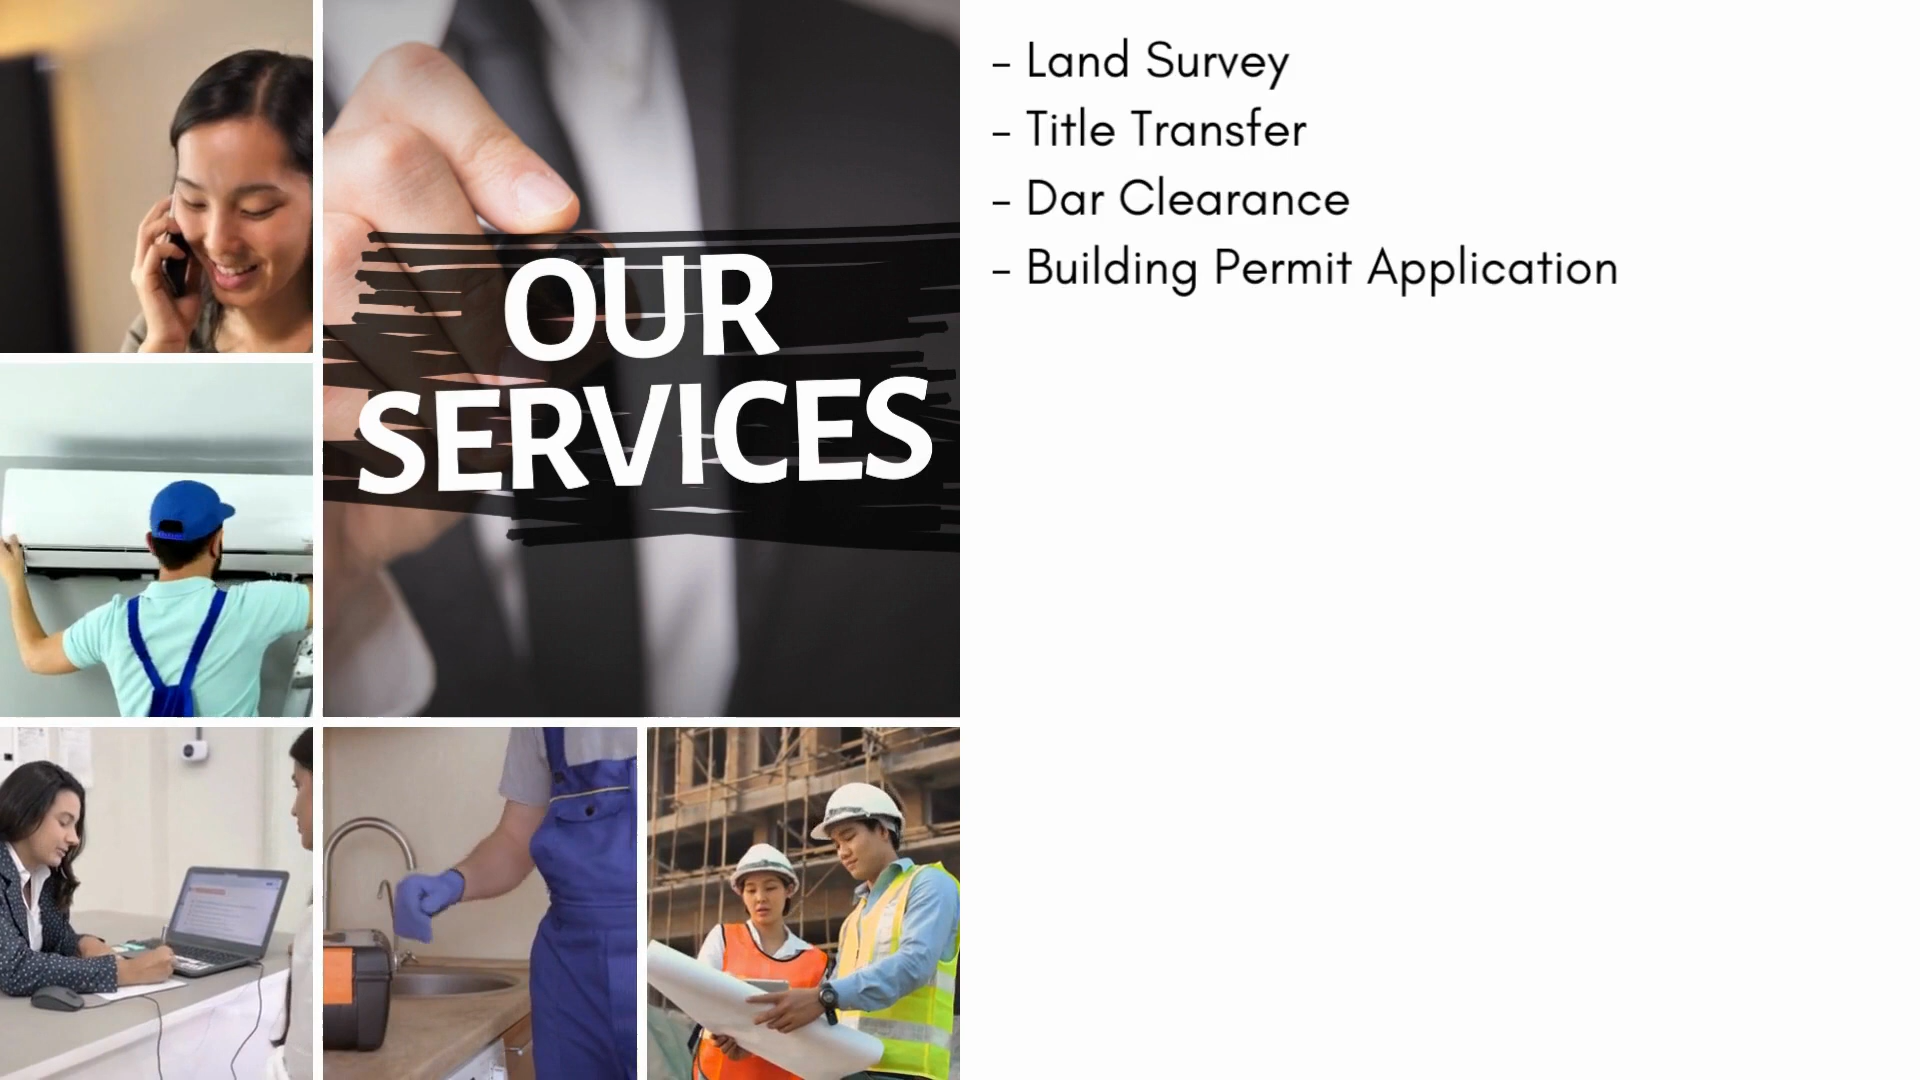 OUR
SERVICES
- Land Survey
- Title Transfer
- Dar Clearance
- Building Permit Application